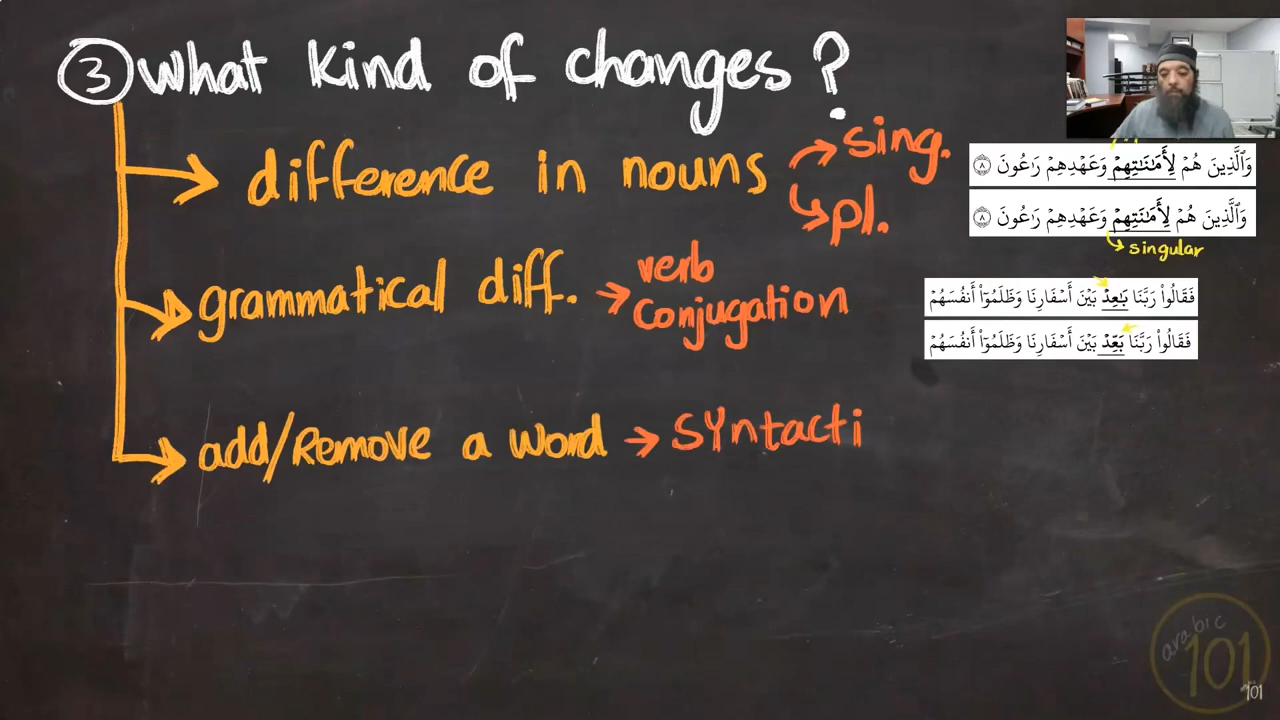 ③ What kind of changes ?
difference in nouns
sing.
pl.
grammatical diff.
verb
conjugation
add/Remove a word
syntacti
وَٱلَّذِينَ هُمْ لِأَمَـٰنَـٰتِهِمْ وَعَهْدِهِمْ رَٰعُونَ ٨
وَٱلَّذِينَ هُمْ لِأَمَـٰنَتِهِمْ وَعَهْدِهِمْ رَٰعُونَ ٨
singular
فَقَالُوا۟ رَبَّنَا بَـٰعِدْ بَيْنَ أَسْفَارِنَا وَظَلَمُوٓا۟ أَنفُسَهُمْ
فَقَالُوا۟ رَبَّنَا بَعِّدْ بَيْنَ أَسْفَارِنَا وَظَلَمُوٓا۟ أَنفُسَهُمْ
arabic
101
101